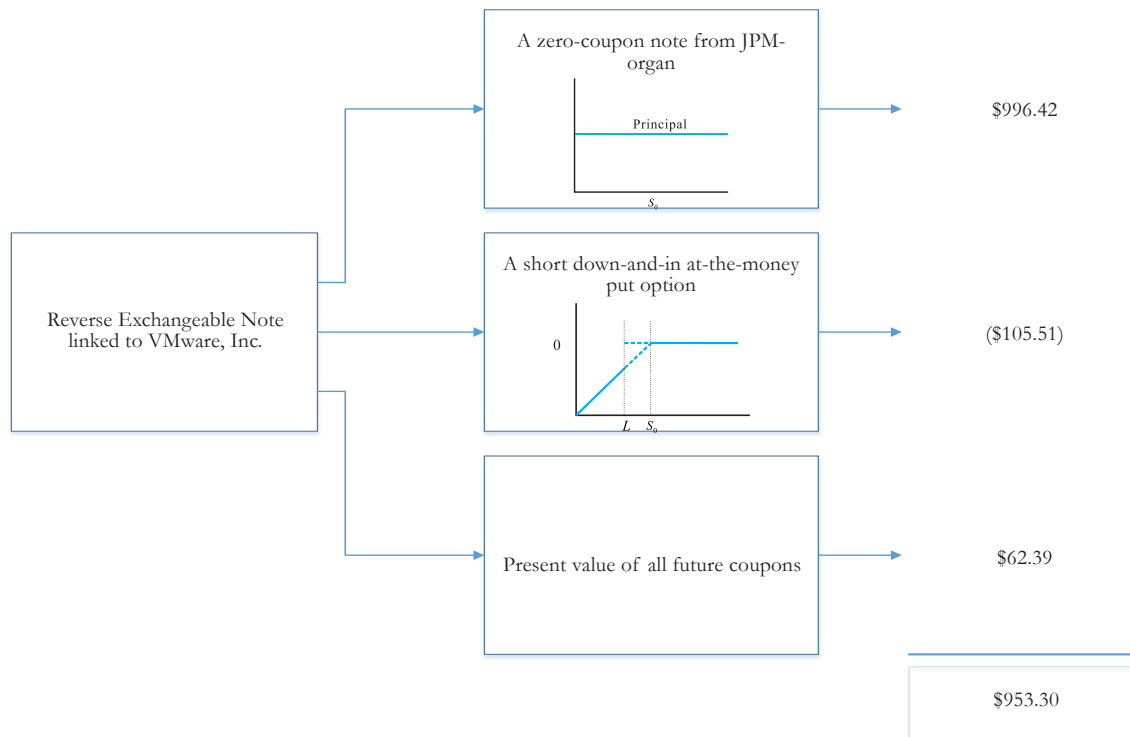 A zero-coupon note from JPM-
organ
Principal
S₀
$996.42
Reverse Exchangeable Note
linked to VMware, Inc.
A short down-and-in at-the-money
put option
0
L S₀
($105.51)
Present value of all future coupons
$62.39
$953.30